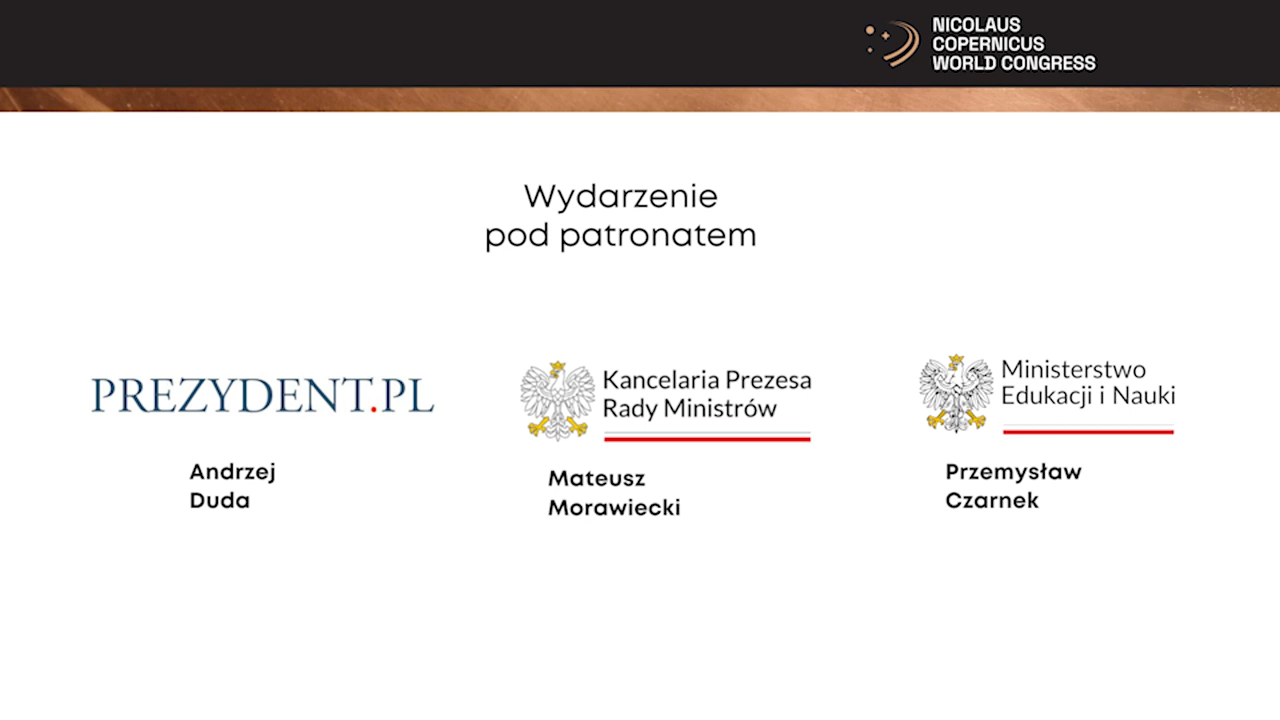 NICOLAUS
COPERNICUS
WORLD CONGRESS
Wydarzenie
pod patronatem
PREZYDENT.PL
Andrzej
Duda
Kancelaria Prezesa
Rady Ministrów
Mateusz
Morawiecki
Ministerstwo
Edukacji i Nauki
Przemysław
Czarnek